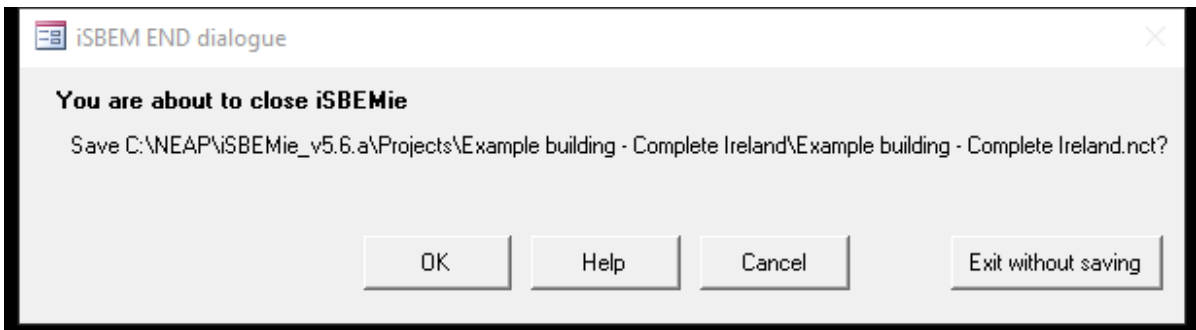 iSBEM END dialogue
You are about to close iSBEMie
Save C:\NEAP\iSBEMie_v5.6.a\Projects\Example building - Complete Ireland\Example building - Complete Ireland.nct?
OK Help Cancel Exit without saving